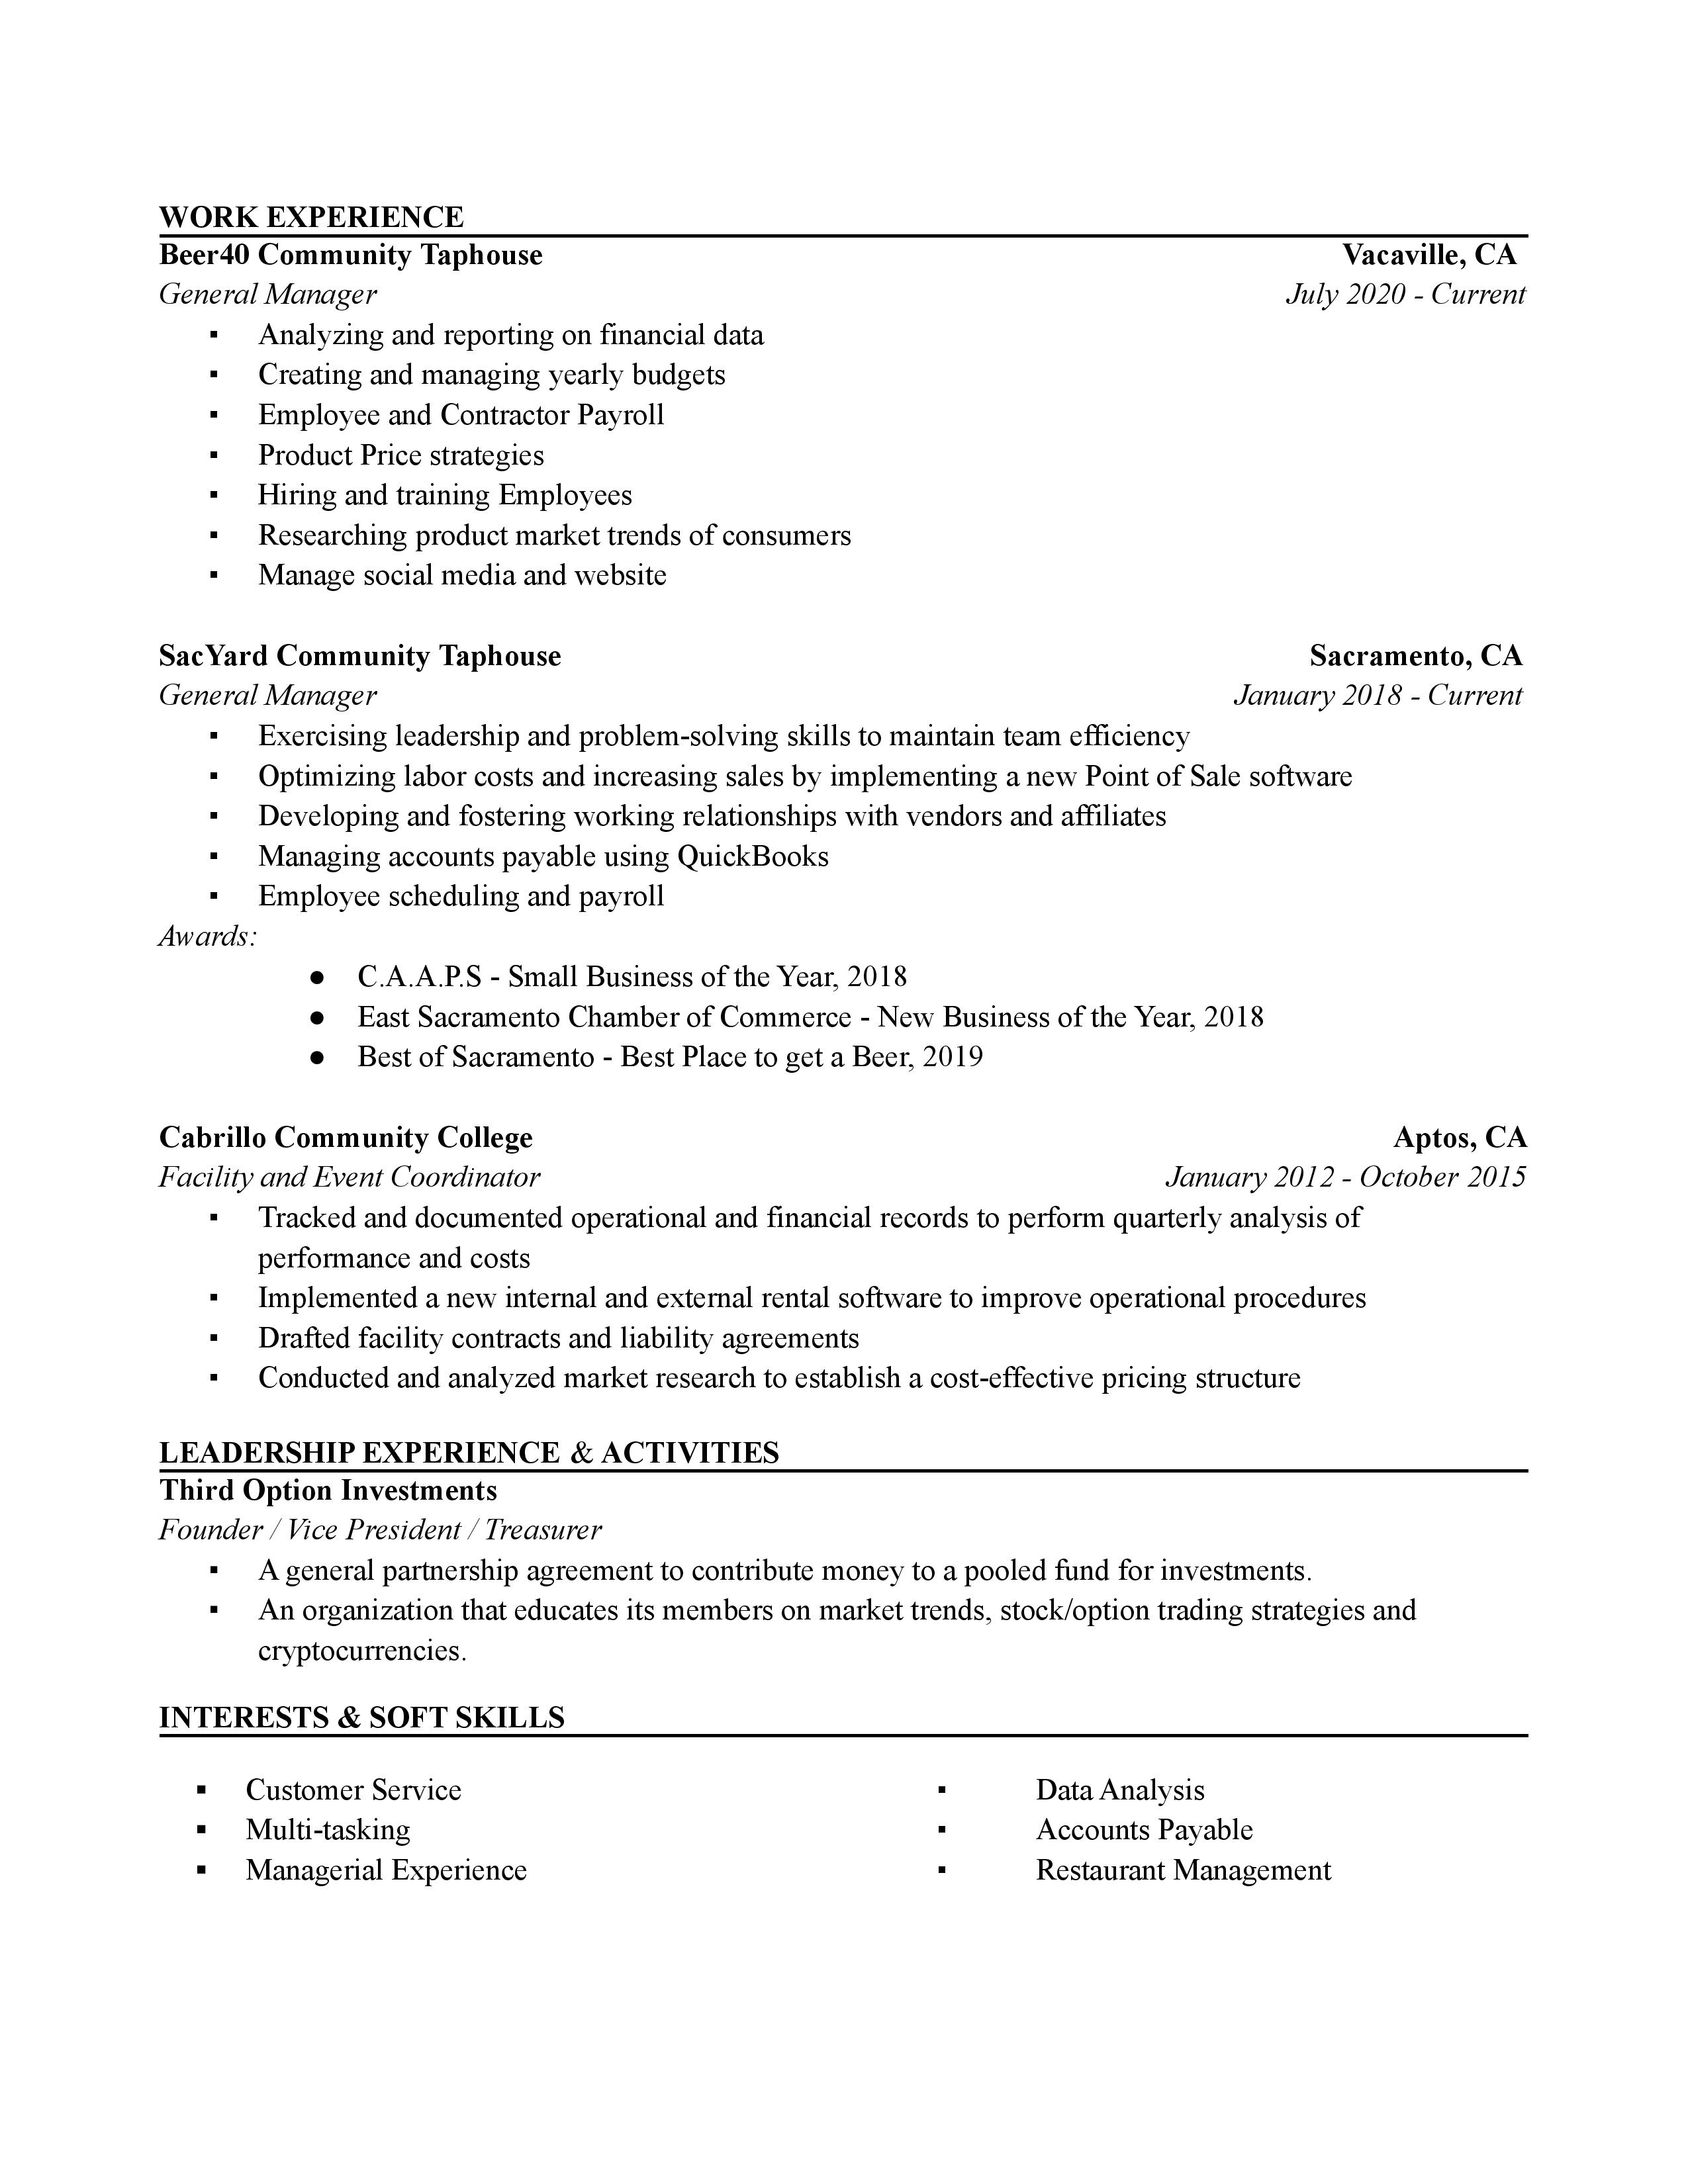 WORK EXPERIENCE
Beer40 Community Taphouse Vacaville, CA
General Manager July 2020 - Current
▪ Analyzing and reporting on financial data
▪ Creating and managing yearly budgets
▪ Employee and Contractor Payroll
▪ Product Price strategies
▪ Hiring and training Employees
▪ Researching product market trends of consumers
▪ Manage social media and website
SacYard Community Taphouse Sacramento, CA
General Manager January 2018 - Current
▪ Exercising leadership and problem-solving skills to maintain team efficiency
▪ Optimizing labor costs and increasing sales by implementing a new Point of Sale software
▪ Developing and fostering working relationships with vendors and affiliates
▪ Managing accounts payable using QuickBooks
▪ Employee scheduling and payroll
Awards:
● C.A.A.P.S - Small Business of the Year, 2018
● East Sacramento Chamber of Commerce - New Business of the Year, 2018
● Best of Sacramento - Best Place to get a Beer, 2019
Cabrillo Community College Aptos, CA
Facility and Event Coordinator January 2012 - October 2015
▪ Tracked and documented operational and financial records to perform quarterly analysis of
performance and costs
▪ Implemented a new internal and external rental software to improve operational procedures
▪ Drafted facility contracts and liability agreements
▪ Conducted and analyzed market research to establish a cost-effective pricing structure
LEADERSHIP EXPERIENCE & ACTIVITIES
Third Option Investments
Founder / Vice President / Treasurer
▪ A general partnership agreement to contribute money to a pooled fund for investments.
▪ An organization that educates its members on market trends, stock/option trading strategies and
cryptocurrencies.
INTERESTS & SOFT SKILLS
▪ Customer Service ▪ Data Analysis
▪ Multi-tasking ▪ Accounts Payable
▪ Managerial Experience ▪ Restaurant Management